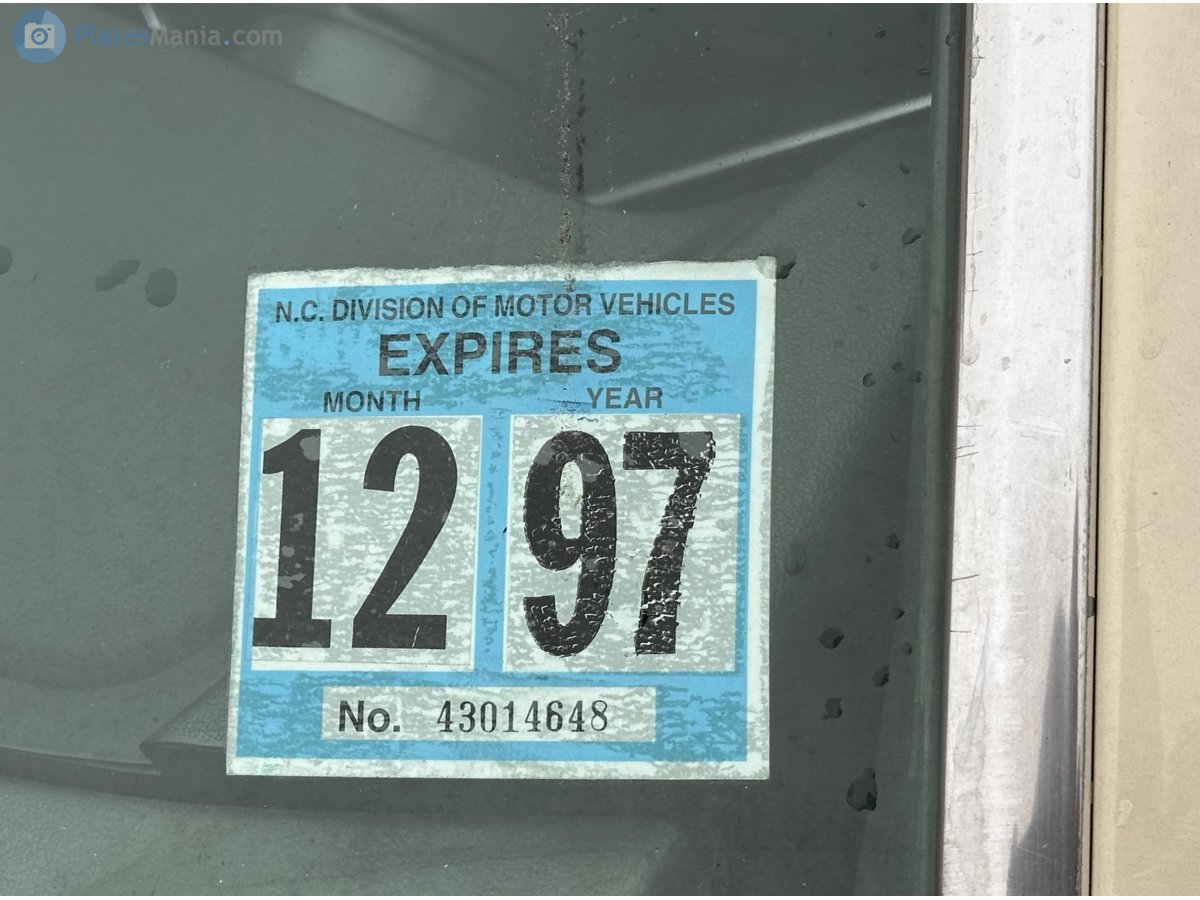 PlatesMania.com
N.C. DIVISION OF MOTOR VEHICLES
EXPIRES
MONTH YEAR
12 97
No. 43014648